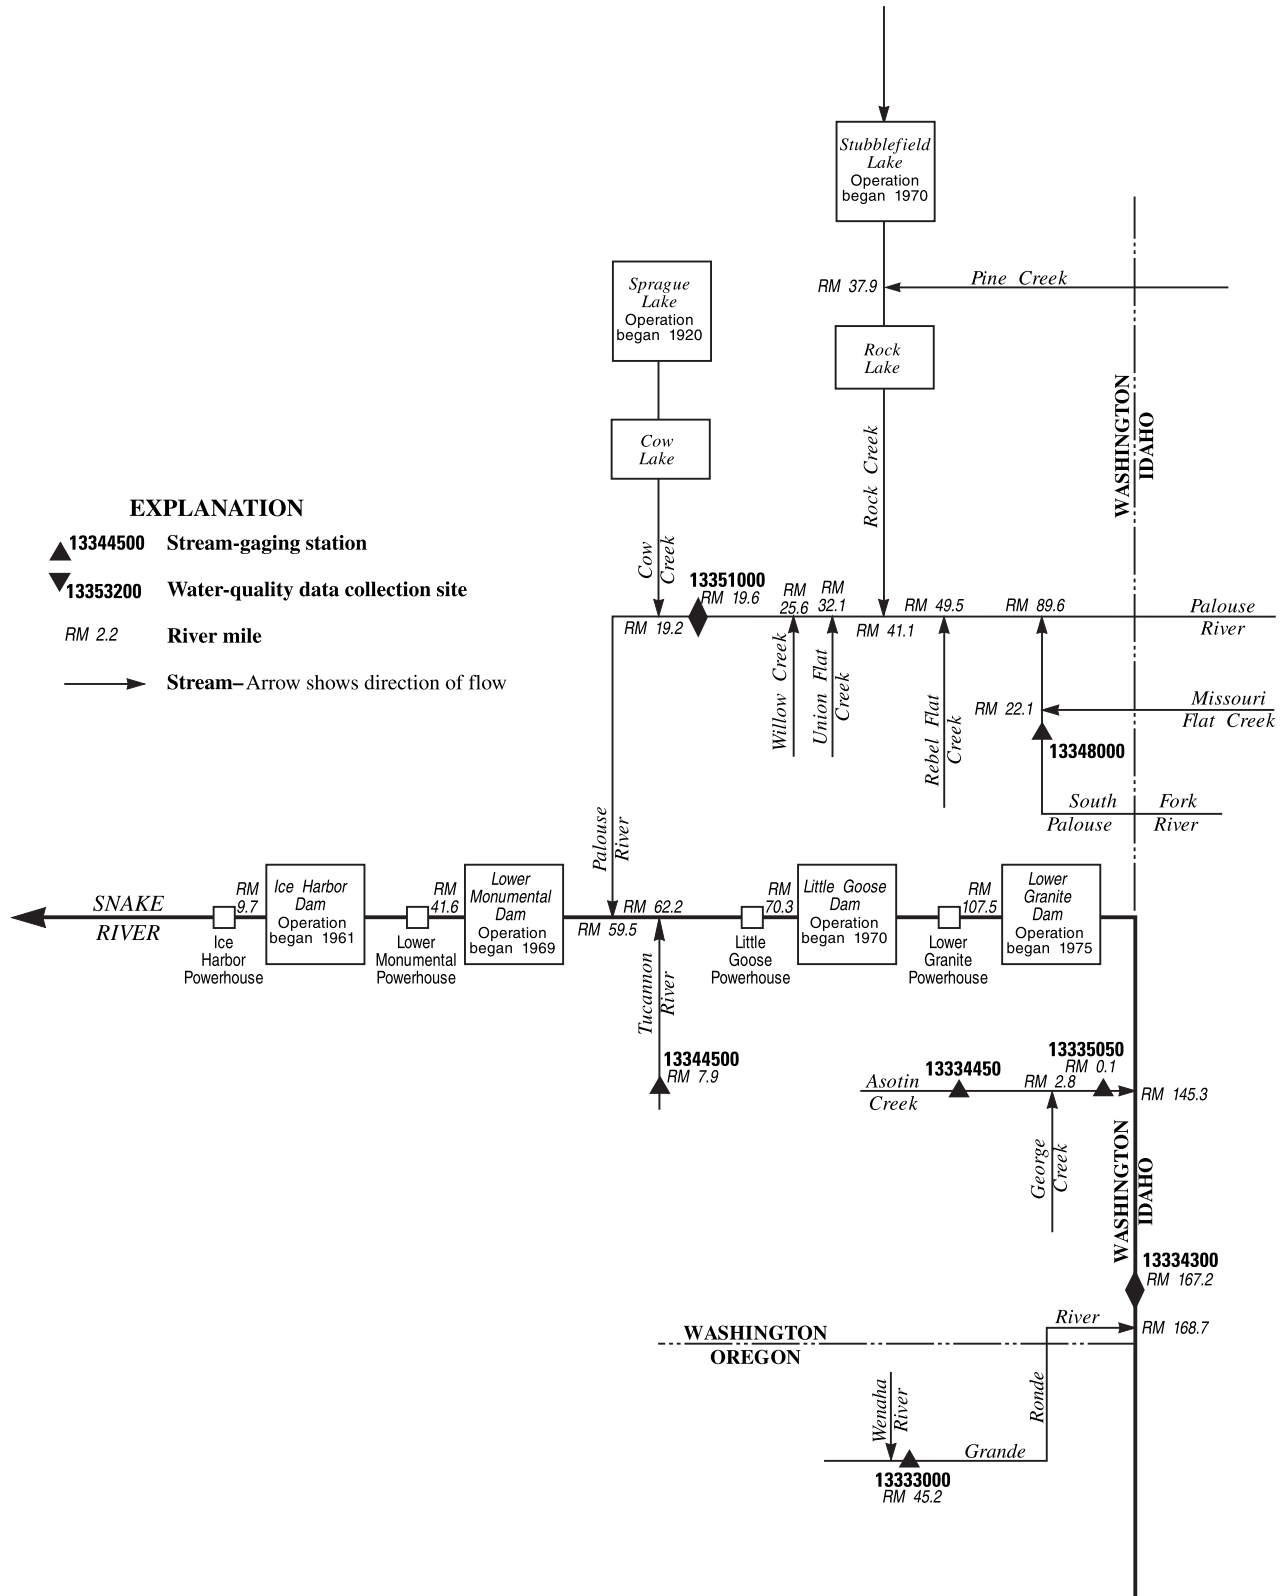 Stubblefield
Lake
Operation
began 1970
Pine Creek
RM 37.9
Sprague
Lake
Operation
began 1920
Rock
Lake
Cow
Lake
Rock Creek
WASHINGTON
IDAHO
EXPLANATION
13344500 Stream-gaging station
13353200 Water-quality data collection site
RM 2.2 River mile
Stream–Arrow shows direction of flow
Cow
Creek
13351000
RM 19.6
RM
25.6
RM
32.1
RM 49.5
RM 89.6
Palouse
River
RM 19.2
RM 41.1
Willow Creek
Union Flat
Creek
Rebel Flat
Creek
RM 22.1
Missouri
Flat Creek
13348000
South Fork
Palouse River
Palouse
River
SNAKE
RIVER
RM
9.7
Ice
Harbor
Powerhouse
Ice Harbor
Dam
Operation
began 1961
RM
41.6
Lower
Monumental
Powerhouse
Lower
Monumental
Dam
Operation
began 1969
RM 62.2
RM 59.5
RM
70.3
Little
Goose
Powerhouse
Little Goose
Dam
Operation
began 1970
RM
107.5
Lower
Granite
Powerhouse
Lower
Granite
Dam
Operation
began 1975
Tucannon
River
13344500
RM 7.9
13334450
13335050
RM 0.1
Asotin
Creek
RM 2.8
RM 145.3
George
Creek
WASHINGTON
IDAHO
13334300
RM 167.2
River
RM 168.7
WASHINGTON
OREGON
Wenaha
River
Ronde
Grande
13333000
RM 45.2